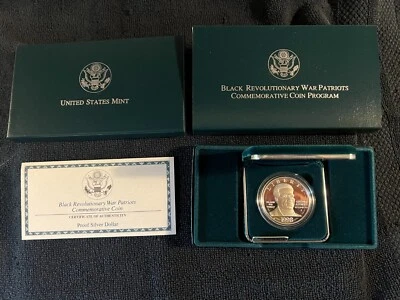 UNITED STATES MINT
BLACK REVOLUTIONARY WAR PATRIOTS
COMMEMORATIVE COIN PROGRAM
Black Revolutionary War Patriots
Commemorative Coin
CERTIFICATE OF AUTHENTICITY
Proof Silver Dollar
LIBERTY
1998